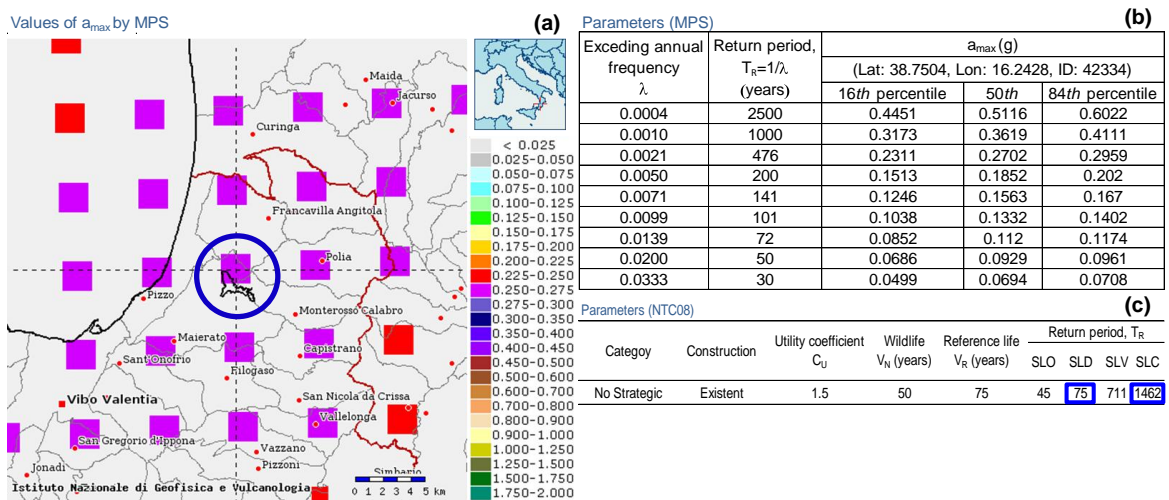 Values of amax by MPS
(a)
Maida
Jacurso
Curinga
Francavilla Angitola
Polia
Pizzo
Monterosso Calabro
Maierato
Capistrano
Sant'Onofrio
Filogaso
San Nicola da Crissa
Vibo Valentia
Vallelonga
San Gregorio d'Ippona
Vazzano
Jonadi
Pizzoni
Simbario
Istituto Nazionale di Geofisica e Vulcanologia
0 1 2 3 4 5 km
< 0.025
0.025-0.050
0.050-0.075
0.075-0.100
0.100-0.125
0.125-0.150
0.150-0.175
0.175-0.200
0.200-0.225
0.225-0.250
0.250-0.275
0.275-0.300
0.300-0.350
0.350-0.400
0.400-0.450
0.450-0.500
0.500-0.600
0.600-0.700
0.700-0.800
0.800-0.900
0.900-1.000
1.000-1.250
1.250-1.500
1.500-1.750
1.750-2.000
Parameters (MPS)
(b)
Exceding annual frequency λ Return period, TR=1/λ (years) amax (g)
(Lat: 38.7504, Lon: 16.2428, ID: 42334)
16th percentile 50th 84th percentile
0.0004 2500 0.4451 0.5116 0.6022
0.0010 1000 0.3173 0.3619 0.4111
0.0021 476 0.2311 0.2702 0.2959
0.0050 200 0.1513 0.1852 0.202
0.0071 141 0.1246 0.1563 0.167
0.0099 101 0.1038 0.1332 0.1402
0.0139 72 0.0852 0.112 0.1174
0.0200 50 0.0686 0.0929 0.0961
0.0333 30 0.0499 0.0694 0.0708
Parameters (NTC08)
(c)
Categoy Construction Utility coefficient CU Wildlife VN (years) Reference life VR (years) Return period, TR
SLO SLD SLV SLC
No Strategic Existent 1.5 50 75 45 75 711 1462